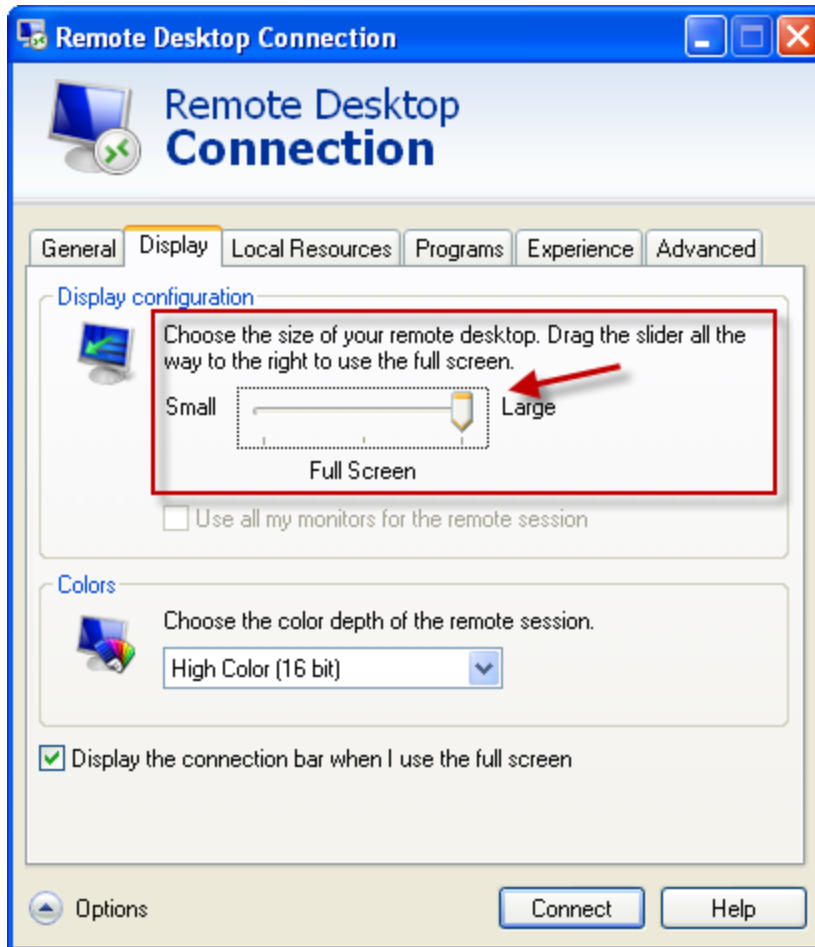 Remote Desktop Connection
Remote Desktop
Connection
General Display Local Resources Programs Experience Advanced
Display configuration
Choose the size of your remote desktop. Drag the slider all the
way to the right to use the full screen.
Small Large
Full Screen
Use all my monitors for the remote session
Colors
Choose the color depth of the remote session.
High Color (16 bit)
Display the connection bar when I use the full screen
Options Connect Help